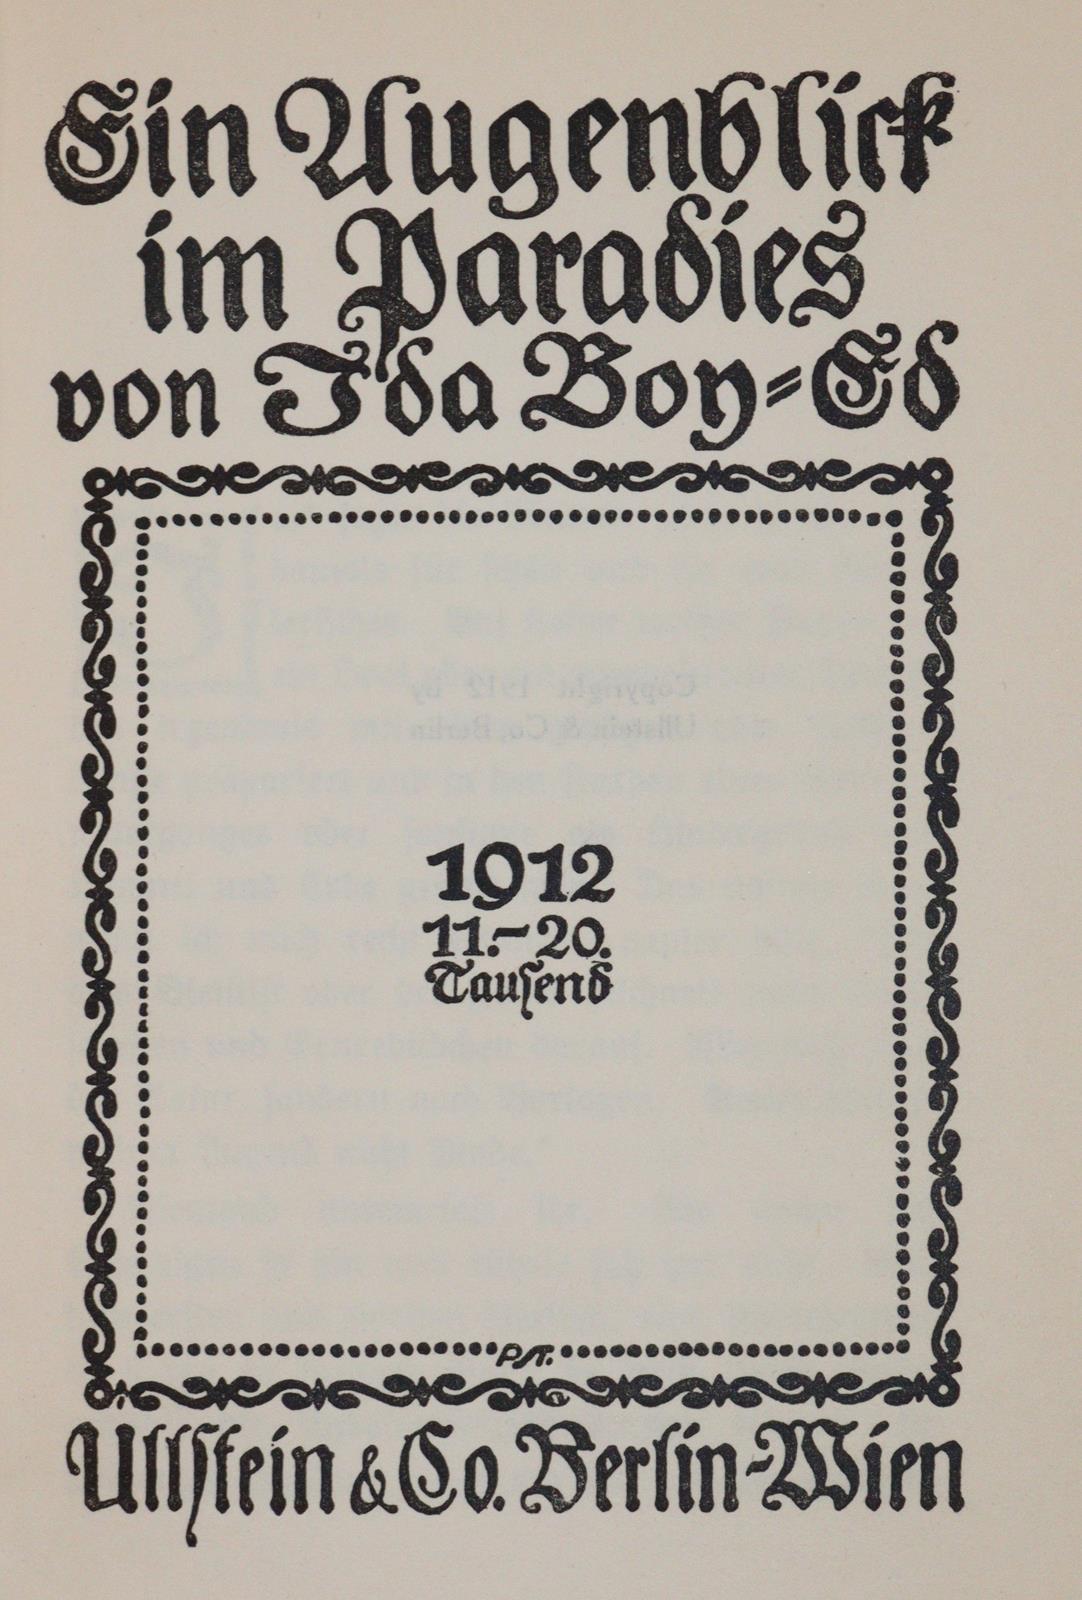 Ein Augenblick
im Paradies
von Ida Boy-Ed
Copyright 1912 by
Ullstein & Co, Berlin
1912
11.-20.
Tausend
Ullstein & Co. Berlin-Wien